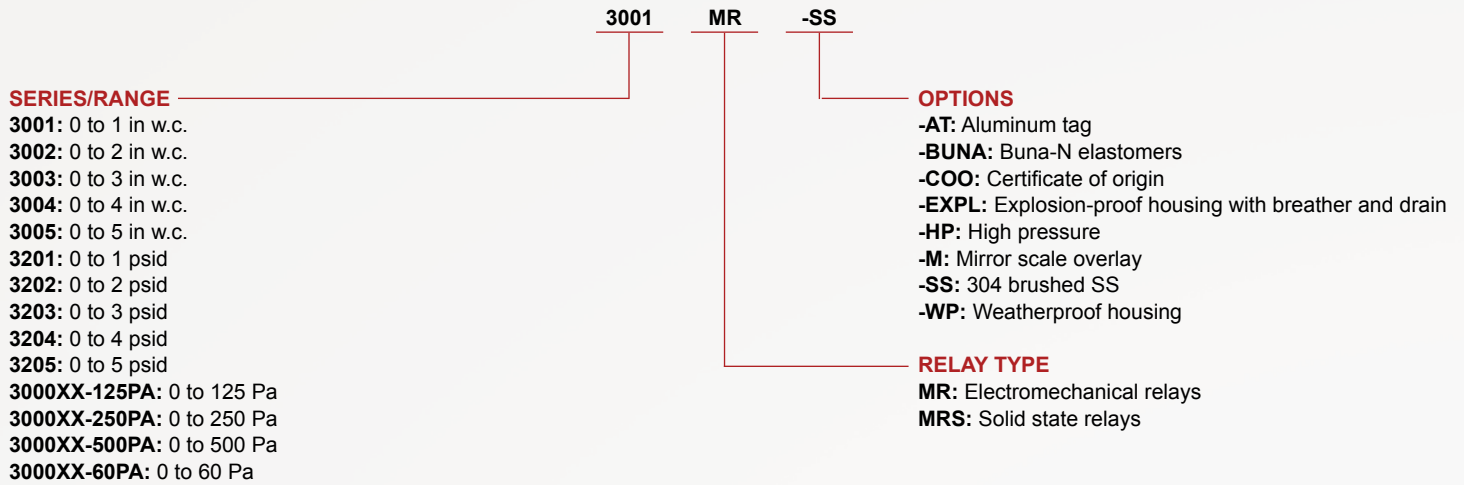 3001 MR -SS
SERIES/RANGE
3001: 0 to 1 in w.c.
3002: 0 to 2 in w.c.
3003: 0 to 3 in w.c.
3004: 0 to 4 in w.c.
3005: 0 to 5 in w.c.
3201: 0 to 1 psid
3202: 0 to 2 psid
3203: 0 to 3 psid
3204: 0 to 4 psid
3205: 0 to 5 psid
3000XX-125PA: 0 to 125 Pa
3000XX-250PA: 0 to 250 Pa
3000XX-500PA: 0 to 500 Pa
3000XX-60PA: 0 to 60 Pa
OPTIONS
-AT: Aluminum tag
-BUNA: Buna-N elastomers
-COO: Certificate of origin
-EXPL: Explosion-proof housing with breather and drain
-HP: High pressure
-M: Mirror scale overlay
-SS: 304 brushed SS
-WP: Weatherproof housing
RELAY TYPE
MR: Electromechanical relays
MRS: Solid state relays